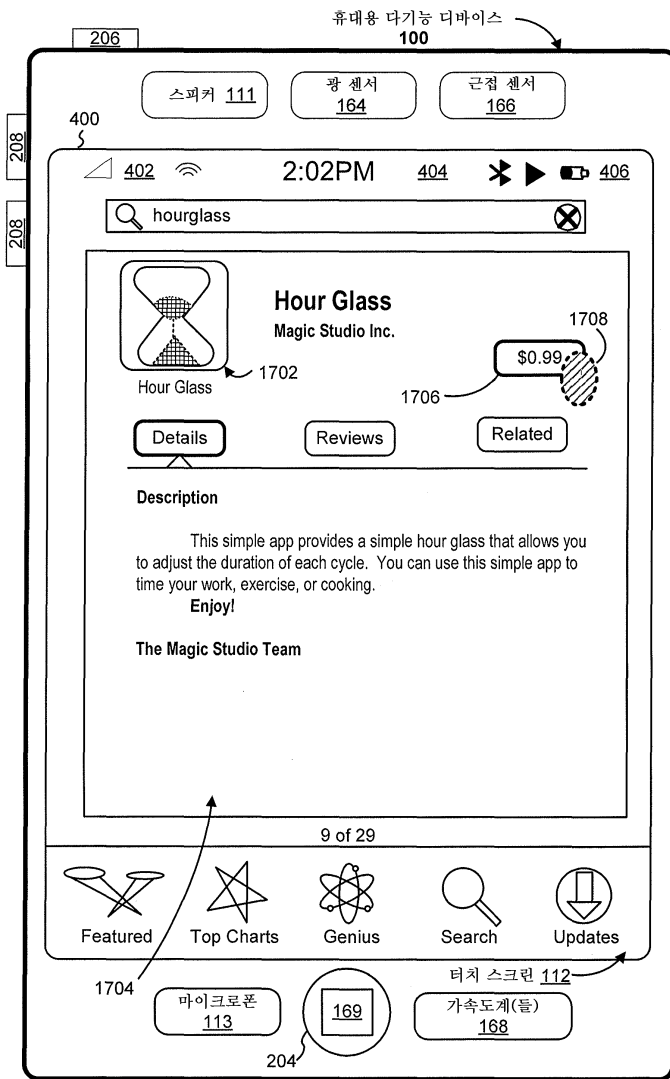 휴대용 다기능 디바이스
100
206
스피커 111
광 센서
164
근접 센서
166
208
208
400
402
2:02PM
404
406
hourglass
Hour Glass
Magic Studio Inc.
1708
$0.99
1706
1702
Hour Glass
Details
Reviews
Related
Description
This simple app provides a simple hour glass that allows you
to adjust the duration of each cycle. You can use this simple app to
time your work, exercise, or cooking.
Enjoy!
The Magic Studio Team
9 of 29
Featured
Top Charts
Genius
Search
Updates
1704
터치 스크린 112
마이크로폰
113
169
204
가속도계(들)
168